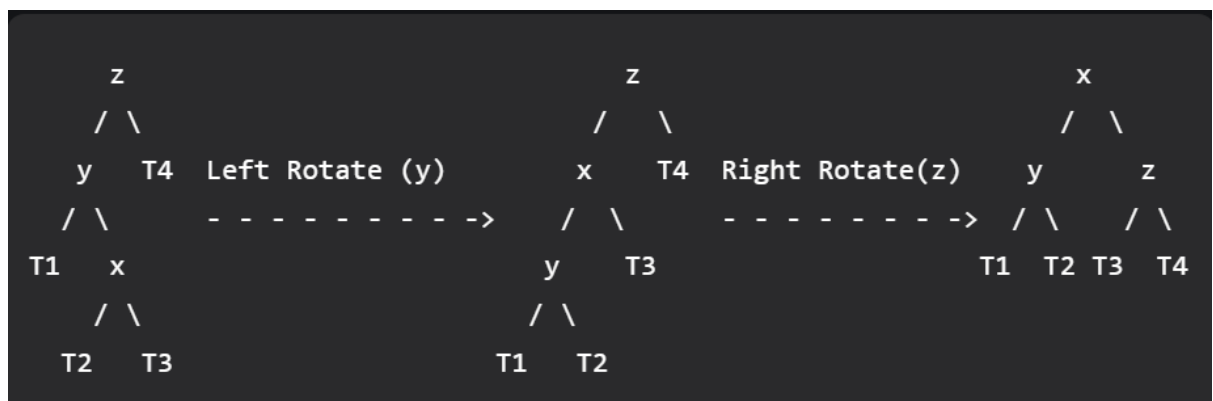 z z x
/ \ / \ / \
y T4 Left Rotate (y) x T4 Right Rotate(z) y z
/ \ - - - - - - - - -> / \ - - - - - - - -> / \ / \
T1 x y T3 T1 T2 T3 T4
/ \ / \
T2 T3 T1 T2